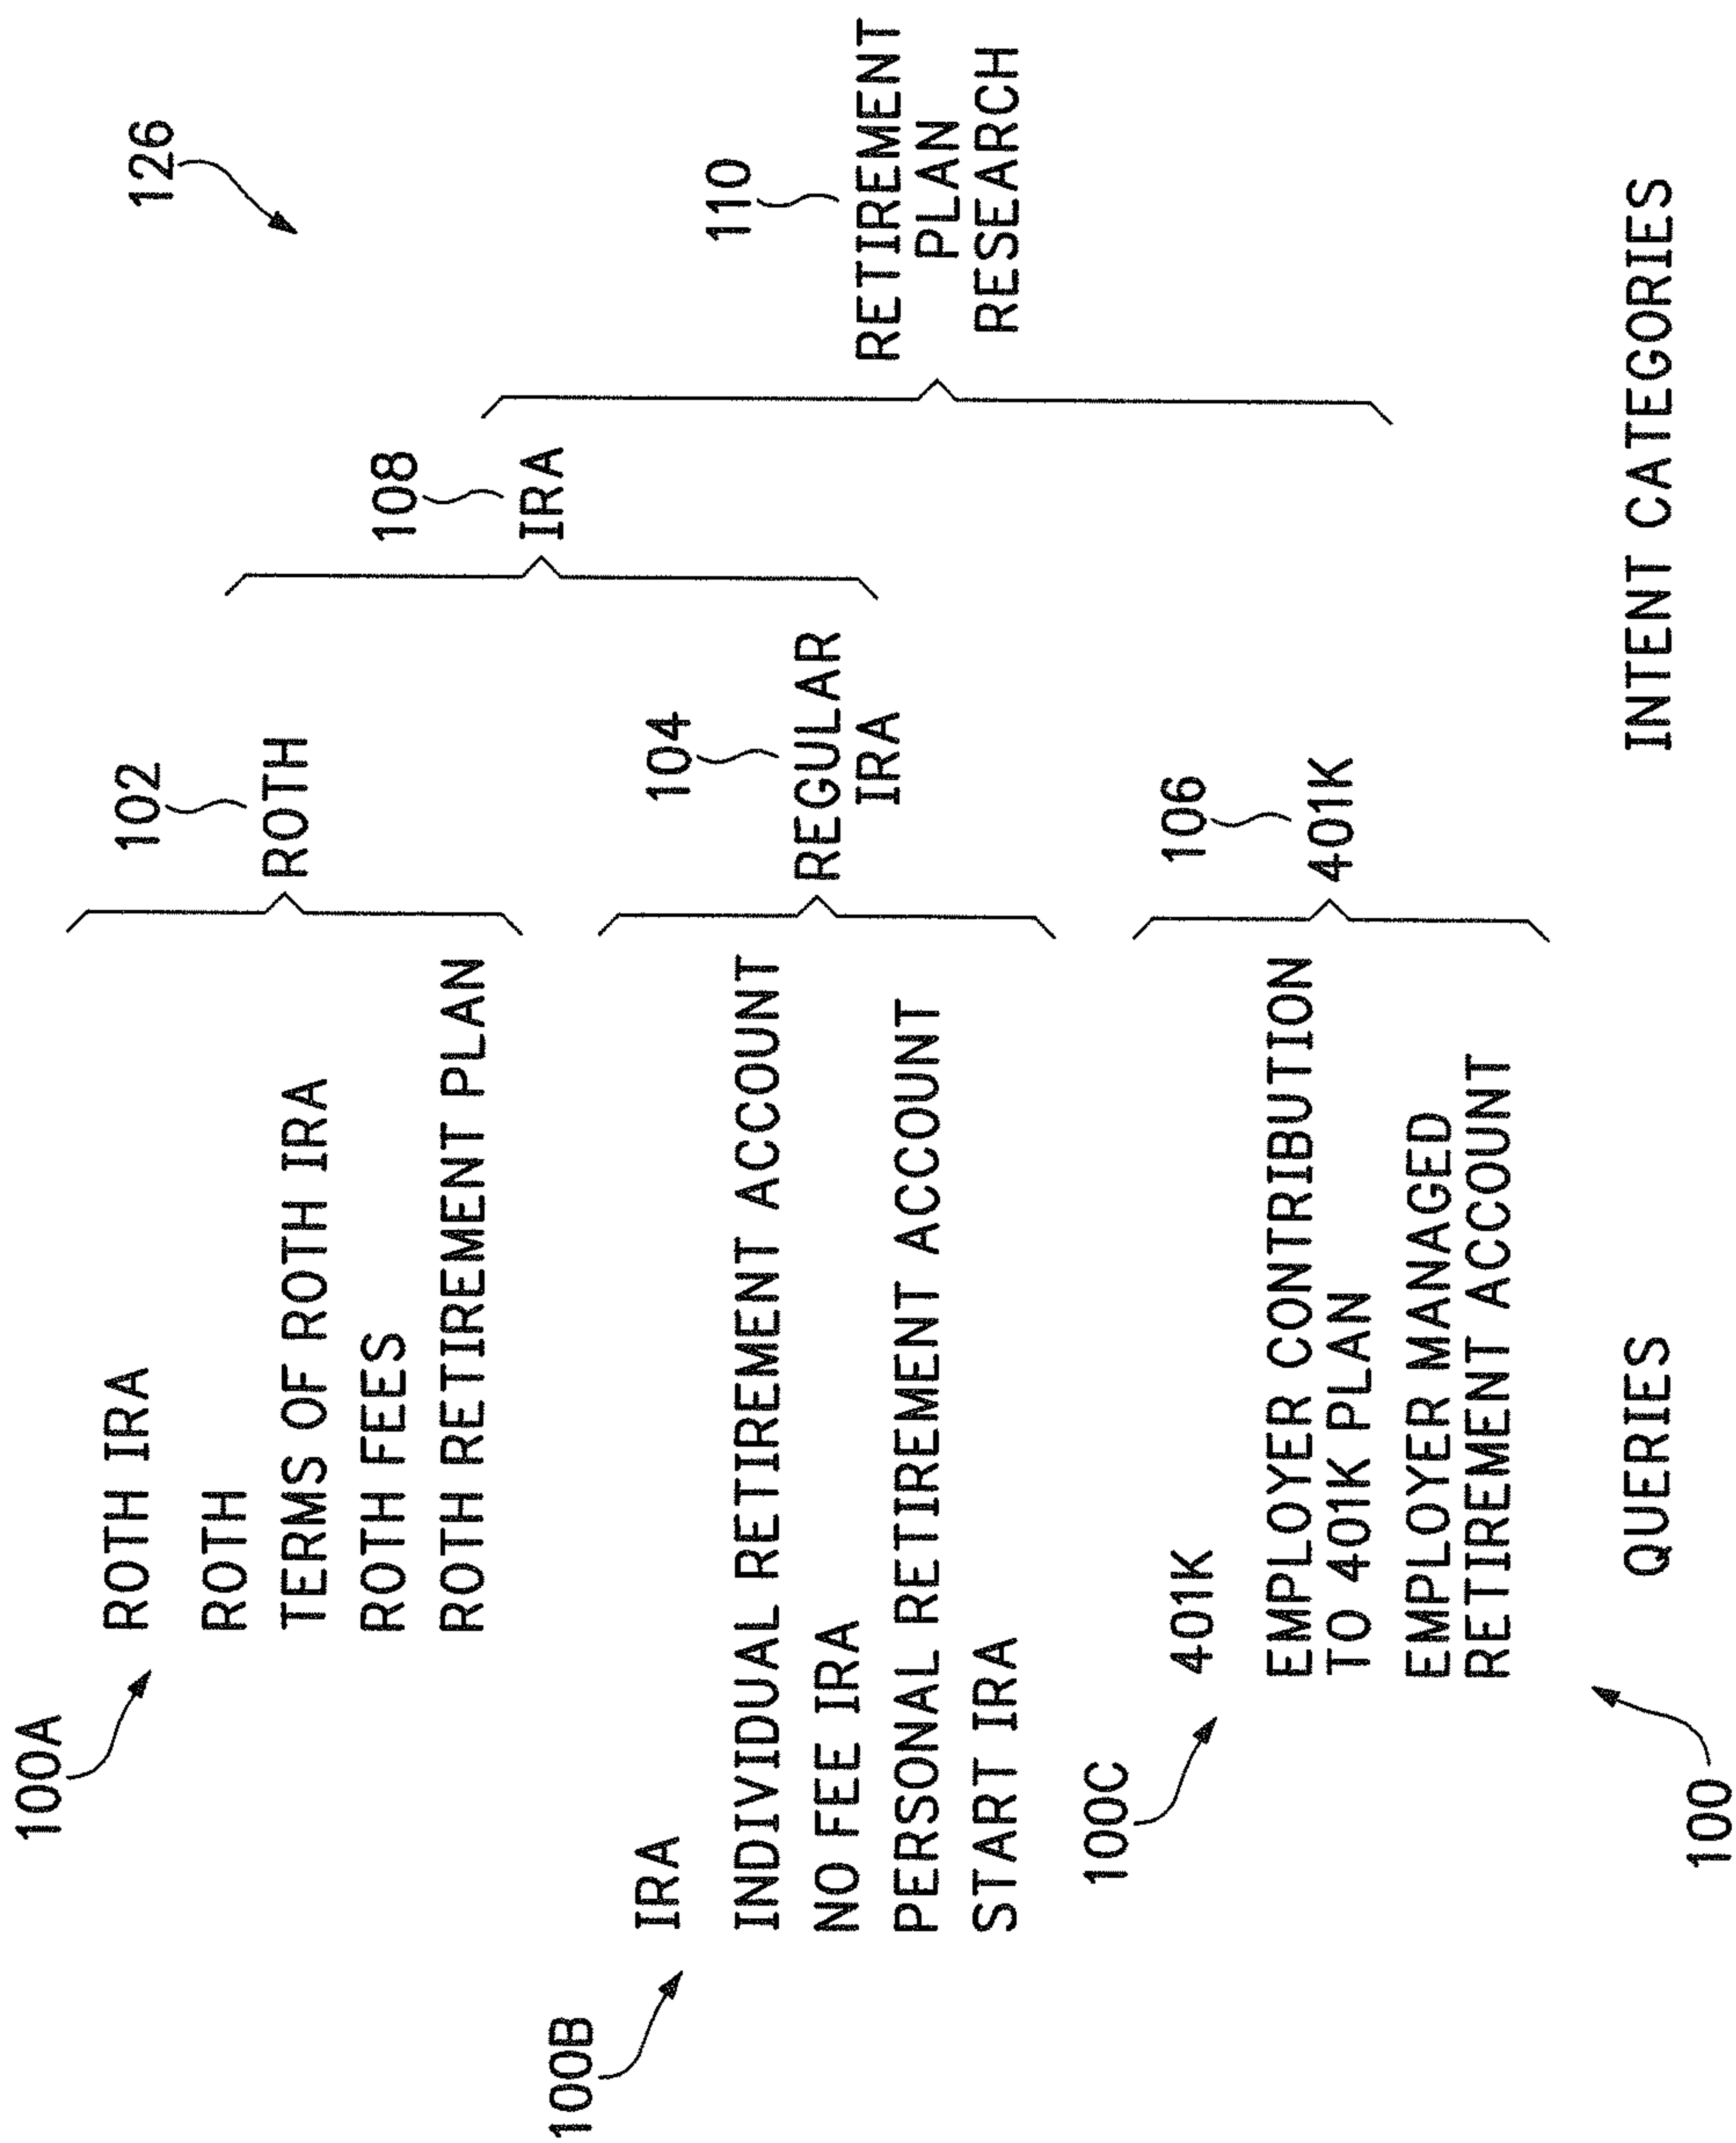 126
100A
ROTH IRA
ROTH
TERMS OF ROTH IRA
ROTH FEES
ROTH RETIREMENT PLAN
102
ROTH
108
IRA
100B
IRA
INDIVIDUAL RETIREMENT ACCOUNT
NO FEE IRA
PERSONAL RETIREMENT ACCOUNT
START IRA
104
REGULAR
IRA
110
RETIREMENT
PLAN
RESEARCH
100C
401K
EMPLOYER CONTRIBUTION
TO 401K PLAN
EMPLOYER MANAGED
RETIREMENT ACCOUNT
106
401K
100
QUERIES
INTENT CATEGORIES